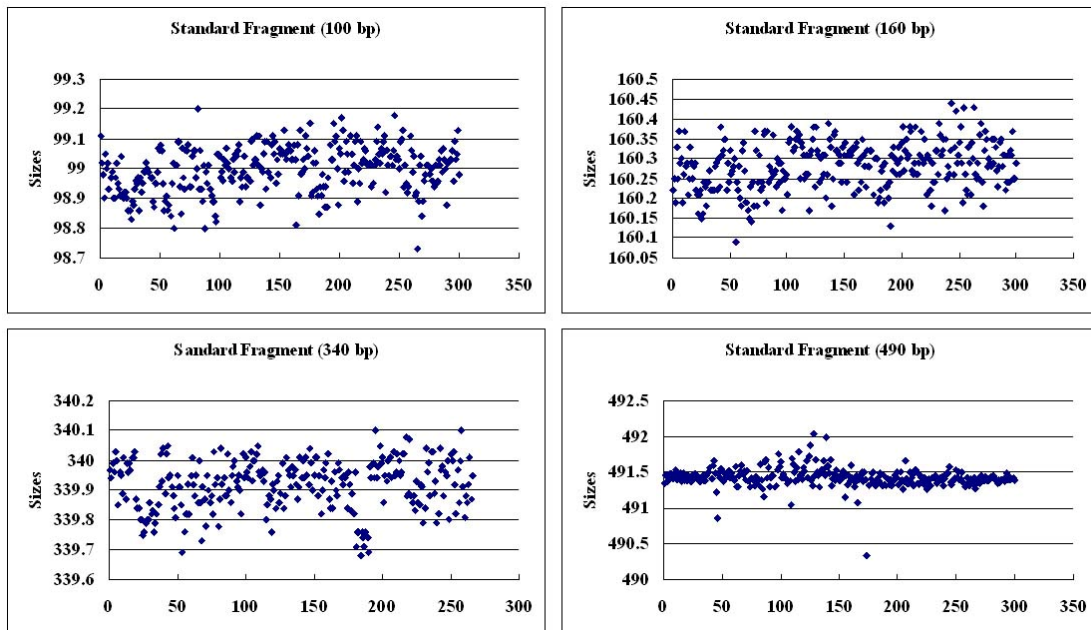 Standard Fragment (100 bp)
Sizes
99.3
99.2
99.1
99
98.9
98.8
98.7
0 50 100 150 200 250 300 350
Standard Fragment (160 bp)
Sizes
160.5
160.45
160.4
160.35
160.3
160.25
160.2
160.15
160.1
160.05
0 50 100 150 200 250 300 350
Sandard Fragment (340 bp)
Sizes
340.2
340.1
340
339.9
339.8
339.7
339.6
0 50 100 150 200 250 300
Standard Fragment (490 bp)
Sizes
492.5
492
491.5
491
490.5
490
0 50 100 150 200 250 300 350